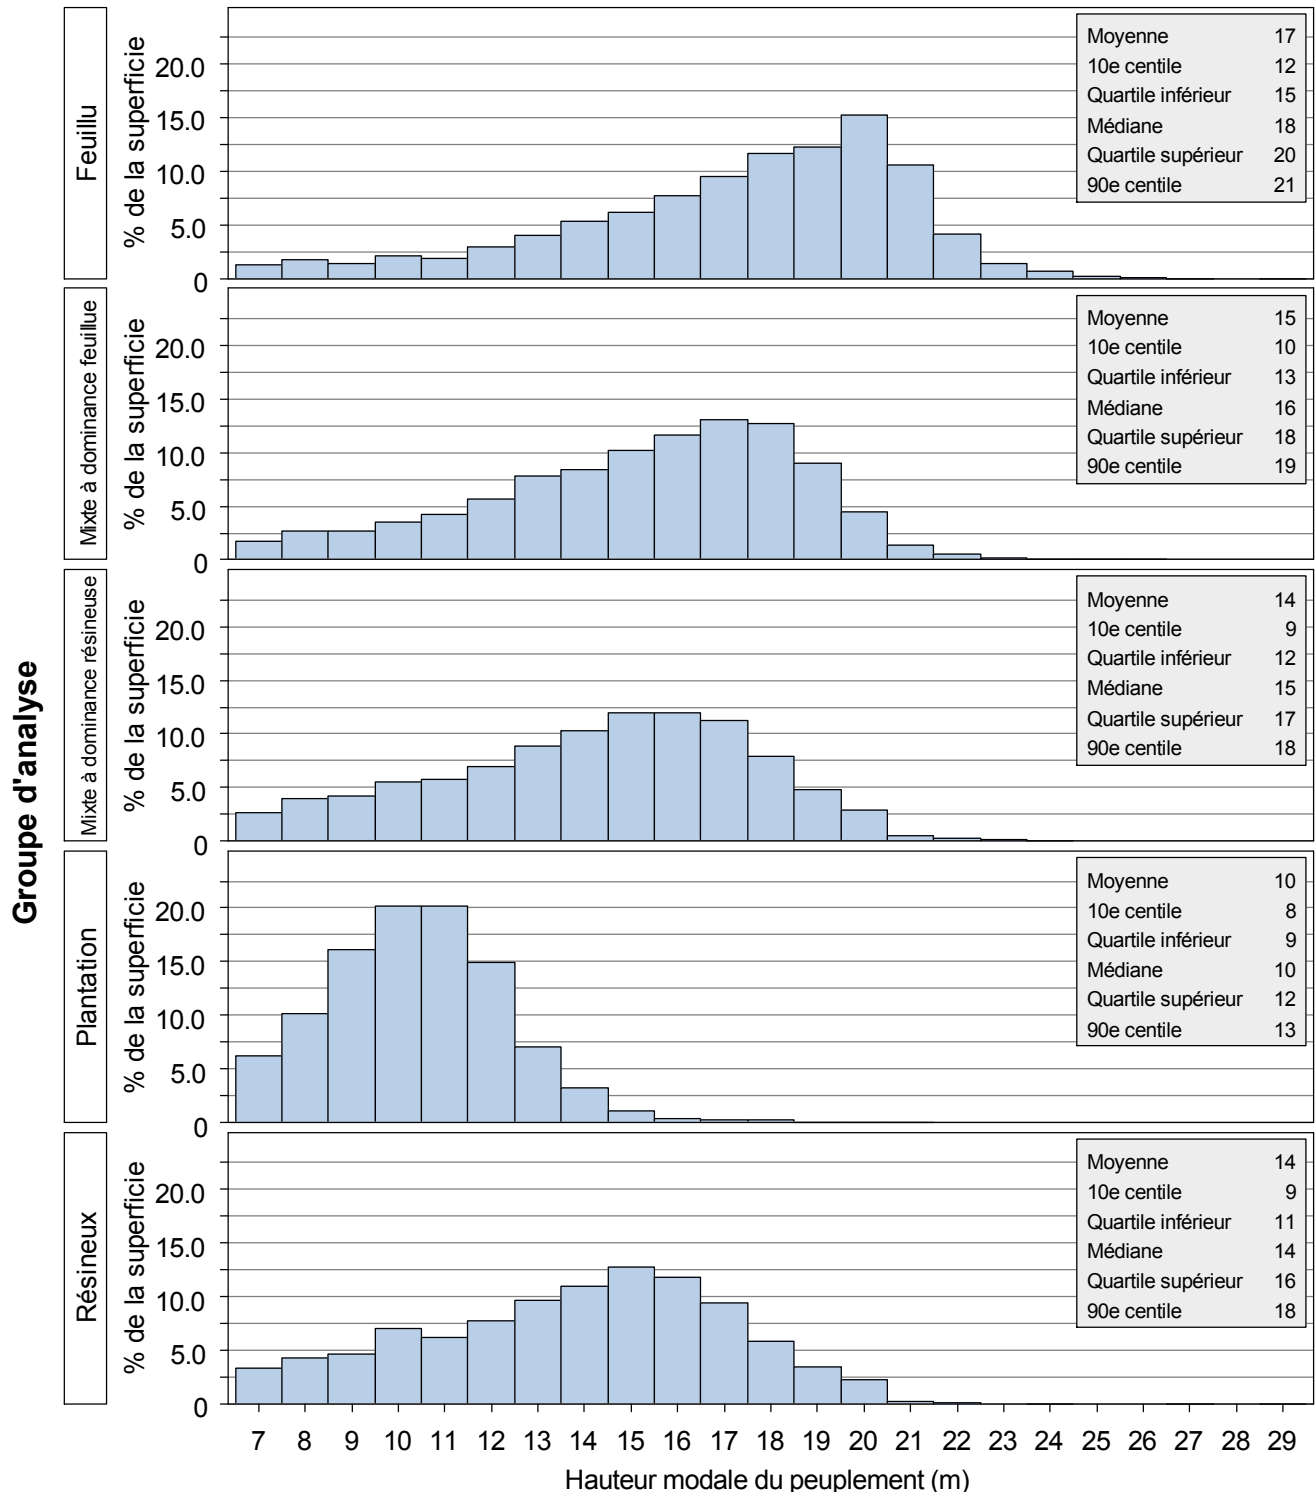 Groupe d'analyse
Feuillu
% de la superficie
20.0
15.0
10.0
5.0
0
Moyenne 17
10e centile 12
Quartile inférieur 15
Médiane 18
Quartile supérieur 20
90e centile 21
Mixte à dominance feuillue
% de la superficie
20.0
15.0
10.0
5.0
0
Moyenne 15
10e centile 10
Quartile inférieur 13
Médiane 16
Quartile supérieur 18
90e centile 19
Mixte à dominance résineuse
% de la superficie
20.0
15.0
10.0
5.0
0
Moyenne 14
10e centile 9
Quartile inférieur 12
Médiane 15
Quartile supérieur 17
90e centile 18
Plantation
% de la superficie
20.0
15.0
10.0
5.0
0
Moyenne 10
10e centile 8
Quartile inférieur 9
Médiane 10
Quartile supérieur 12
90e centile 13
Résineux
% de la superficie
20.0
15.0
10.0
5.0
0
Moyenne 14
10e centile 9
Quartile inférieur 11
Médiane 14
Quartile supérieur 16
90e centile 18
7 8 9 10 11 12 13 14 15 16 17 18 19 20 21 22 23 24 25 26 27 28 29
Hauteur modale du peuplement (m)